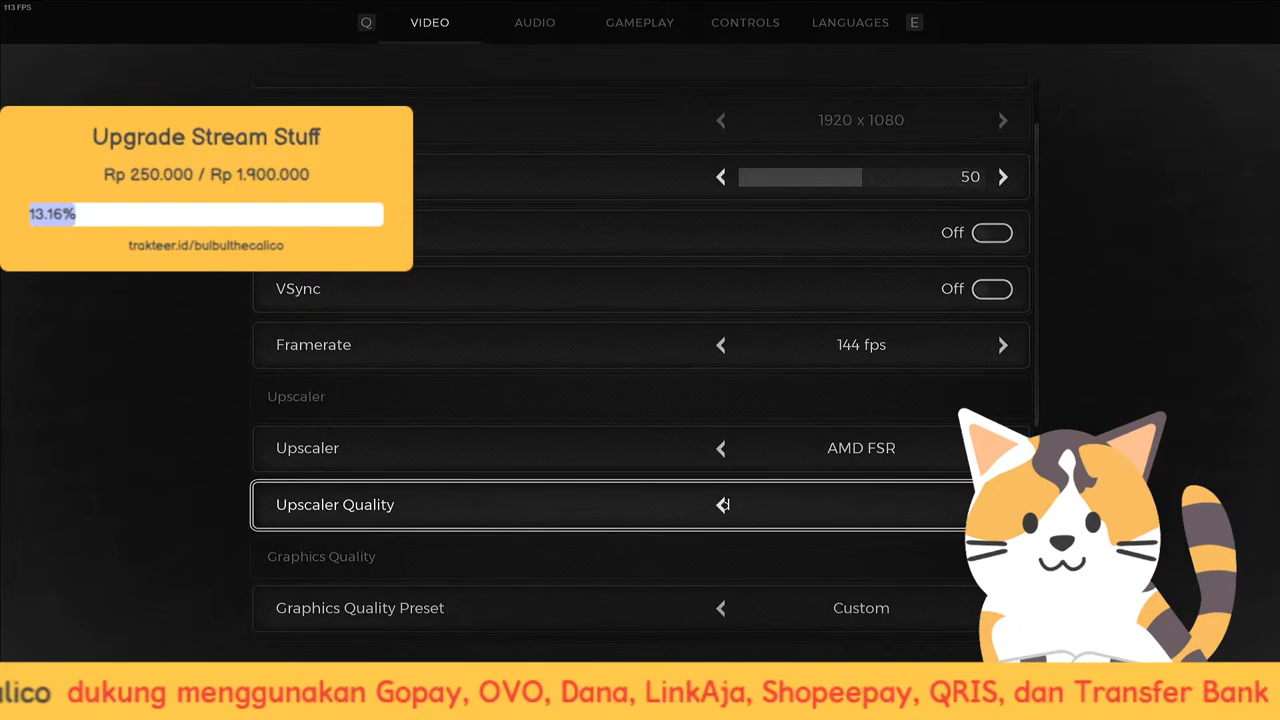 113 FPS
Q VIDEO AUDIO GAMEPLAY CONTROLS LANGUAGES E
1920 x 1080
Upgrade Stream Stuff
Rp 250.000 / Rp 1.900.000
13.16%
trakteer.id/bulbulthecalico
50
Off
VSync Off
Framerate 144 fps
Upscaler
Upscaler AMD FSR
Upscaler Quality
Graphics Quality
Graphics Quality Preset Custom
alico dukung menggunakan Gopay, OVO, Dana, LinkAja, Shopeepay, QRIS, dan Transfer Bank